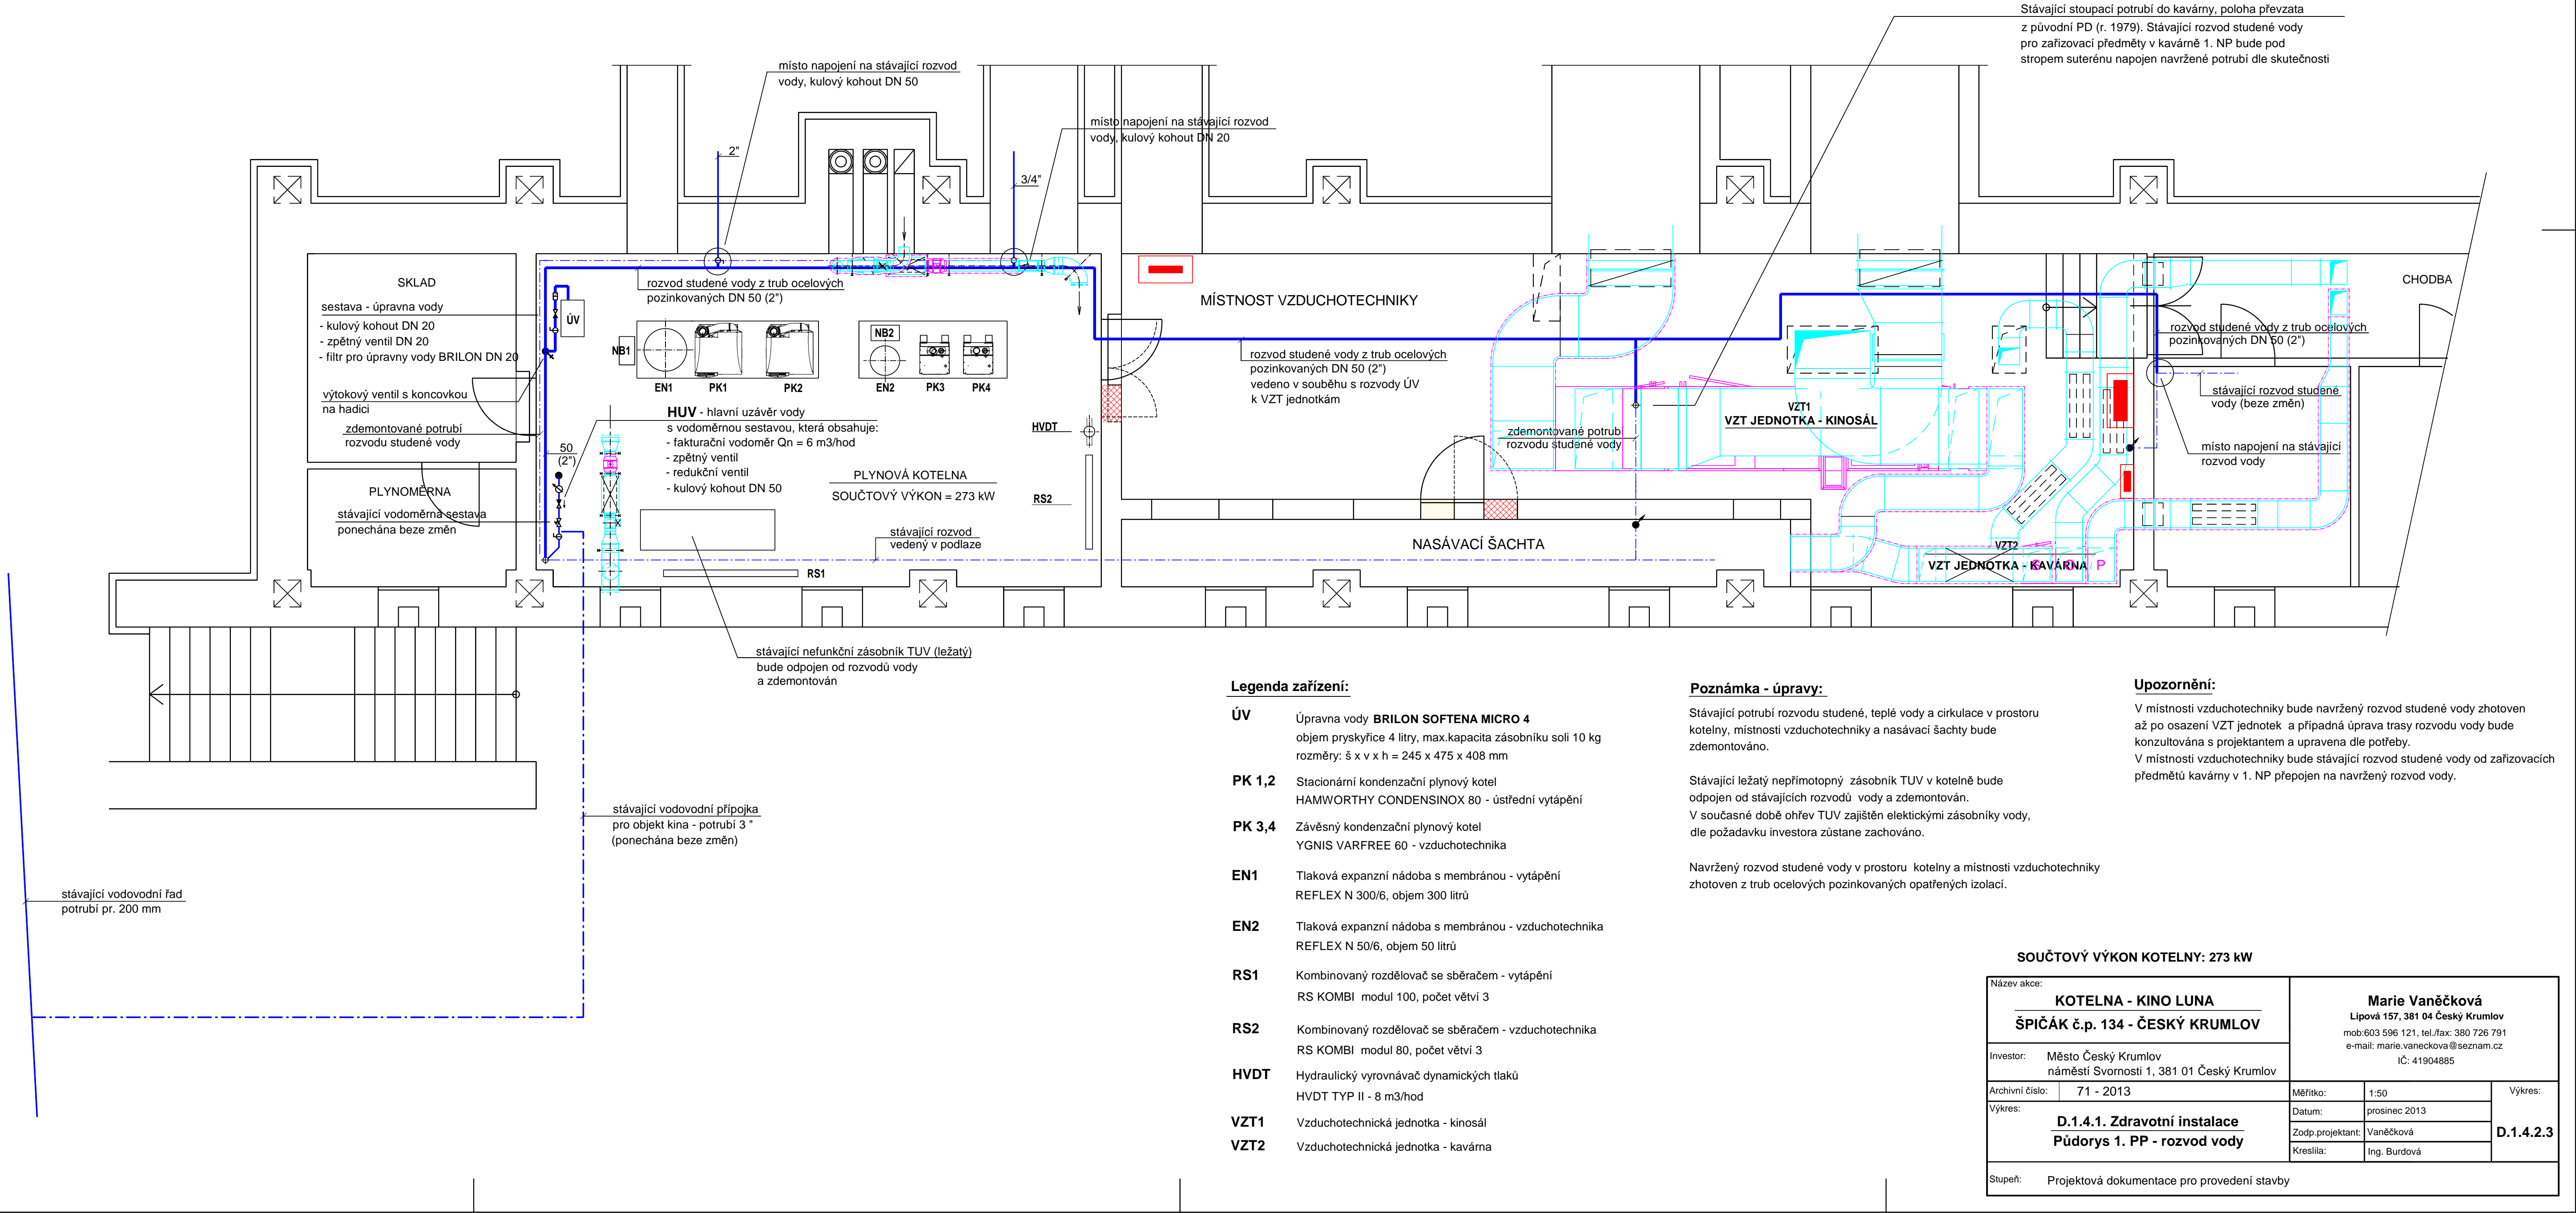 Stávající stoupací potrubí do kavárny, poloha převzata
z původní PD (r. 1979). Stávající rozvod studené vody
pro zařizovací předměty v kavárně 1. NP bude pod
stropem suterénu napojen navržené potrubí dle skutečnosti
místo napojení na stávající rozvod
vody, kulový kohout DN 50
místo napojení na stávající rozvod
vody, kulový kohout DN 20
2"
3/4"
SKLAD
sestava - úpravna vody
- kulový kohout DN 20
- zpětný ventil DN 20
- filtr pro úpravny vody BRILON DN 20
výtokový ventil s koncovkou
na hadici
zdemontované potrubí
rozvodu studené vody
PLYNOMĚRNA
stávající vodoměrna sestava
ponechána beze změn
ÚV
50
(2")
rozvod studené vody z trub ocelových
pozinkovaných DN 50 (2")
NB1
EN1
PK1
PK2
NB2
EN2
PK3
PK4
HUV - hlavní uzávěr vody
s vodoměrnou sestavou, která obsahuje:
- fakturační vodoměr Qn = 6 m3/hod
- zpětný ventil
- redukční ventil
- kulový kohout DN 50
PLYNOVÁ KOTELNA
SOUČTOVÝ VÝKON = 273 kW
HVDT
RS2
stávající rozvod
vedený v podlaze
RS1
MÍSTNOST VZDUCHOTECHNIKY
rozvod studené vody z trub ocelových
pozinkovaných DN 50 (2")
vedeno v souběhu s rozvody ÚV
k VZT jednotkám
zdemontované potrub
rozvodu studené vody
NASÁVACÍ ŠACHTA
VZT1
VZT JEDNOTKA - KINOSÁL
VZT2
VZT JEDNOTKA - KAVÁRNA
P
CHODBA
rozvod studené vody z trub ocelových
pozinkovaných DN 50 (2")
stávající rozvod studené
vody (beze změn)
místo napojení na stávající
rozvod vody
stávající nefunkční zásobník TUV (ležatý)
bude odpojen od rozvodů vody
a zdemontován
stávající vodovodní přípojka
pro objekt kina - potrubí 3 "
(ponechána beze změn)
stávající vodovodní řad
potrubí pr. 200 mm
Legenda zařízení:
ÚV Úpravna vody BRILON SOFTENA MICRO 4
objem pryskyřice 4 litry, max.kapacita zásobníku soli 10 kg
rozměry: š x v x h = 245 x 475 x 408 mm
PK 1,2 Stacionární kondenzační plynový kotel
HAMWORTHY CONDENSINOX 80 - ústřední vytápění
PK 3,4 Závěsný kondenzační plynový kotel
YGNIS VARFREE 60 - vzduchotechnika
EN1 Tlaková expanzní nádoba s membránou - vytápění
REFLEX N 300/6, objem 300 litrů
EN2 Tlaková expanzní nádoba s membránou - vzduchotechnika
REFLEX N 50/6, objem 50 litrů
RS1 Kombinovaný rozdělovač se sběračem - vytápění
RS KOMBI modul 100, počet větví 3
RS2 Kombinovaný rozdělovač se sběračem - vzduchotechnika
RS KOMBI modul 80, počet větví 3
HVDT Hydraulický vyrovnávač dynamických tlaků
HVDT TYP II - 8 m3/hod
VZT1 Vzduchotechnická jednotka - kinosál
VZT2 Vzduchotechnická jednotka - kavárna
Poznámka - úpravy:
Stávající potrubí rozvodu studené, teplé vody a cirkulace v prostoru
kotelny, místnosti vzduchotechniky a nasávací šachty bude
zdemontováno.
Stávající ležatý nepřímotopný zásobník TUV v kotelně bude
odpojen od stávajících rozvodů vody a zdemontován.
V současné době ohřev TUV zajištěn elektickými zásobníky vody,
dle požadavku investora zůstane zachováno.
Navržený rozvod studené vody v prostoru kotelny a místnosti vzduchotechniky
zhotoven z trub ocelových pozinkovaných opatřených izolací.
Upozornění:
V místnosti vzduchotechniky bude navržený rozvod studené vody zhotoven
až po osazení VZT jednotek a případná úprava trasy rozvodu vody bude
konzultována s projektantem a upravena dle potřeby.
V místnosti vzduchotechniky bude stávající rozvod studené vody od zařizovacích
předmětů kavárny v 1. NP přepojen na navržený rozvod vody.
SOUČTOVÝ VÝKON KOTELNY: 273 kW
Název akce:
KOTELNA - KINO LUNA
ŠPIČÁK č.p. 134 - ČESKÝ KRUMLOV
Marie Vaněčková
Lipová 157, 381 04 Český Krumlov
mob:603 596 121, tel./fax: 380 726 791
e-mail: marie.vaneckova@seznam.cz
IČ: 41904885
Investor: Město Český Krumlov
náměstí Svornosti 1, 381 01 Český Krumlov
Archivní číslo: 71 - 2013
Měřítko: 1:50
Výkres:
Výkres:
D.1.4.1. Zdravotní instalace
Půdorys 1. PP - rozvod vody
Datum: prosinec 2013
Zodp.projektant: Vaněčková
D.1.4.2.3
Kreslila: Ing. Burdová
Stupeň: Projektová dokumentace pro provedení stavby